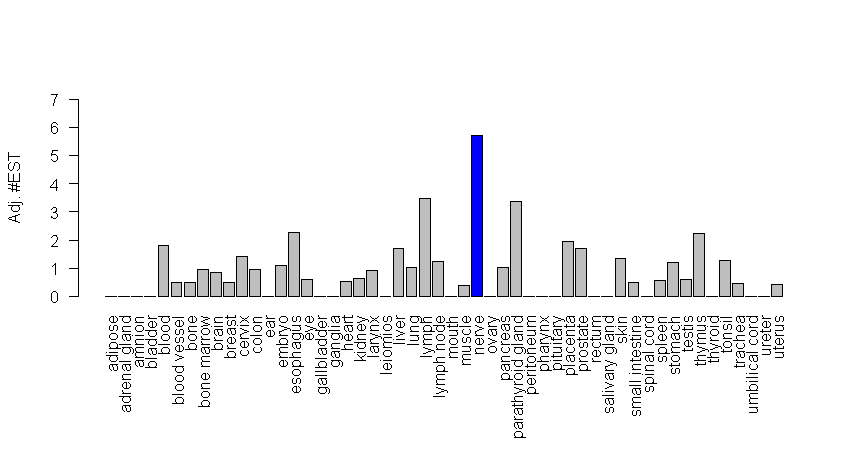 7
6
5
4
3
2
1
0
Adj. #EST
adipose
adrenal gland
amnion
bladder
blood
blood vessel
bone
bone marrow
brain
breast
cervix
colon
ear
embryo
esophagus
eye
gallbladder
ganglia
heart
kidney
larynx
leiomios
liver
lung
lymph
lymph node
mouth
muscle
nerve
ovary
pancreas
parathyroid gland
peritoneum
pharynx
pituitary
placenta
prostate
rectum
salivary gland
skin
small intestine
spinal cord
spleen
stomach
testis
thymus
thyroid
tonsil
trachea
umbilical cord
ureter
uterus